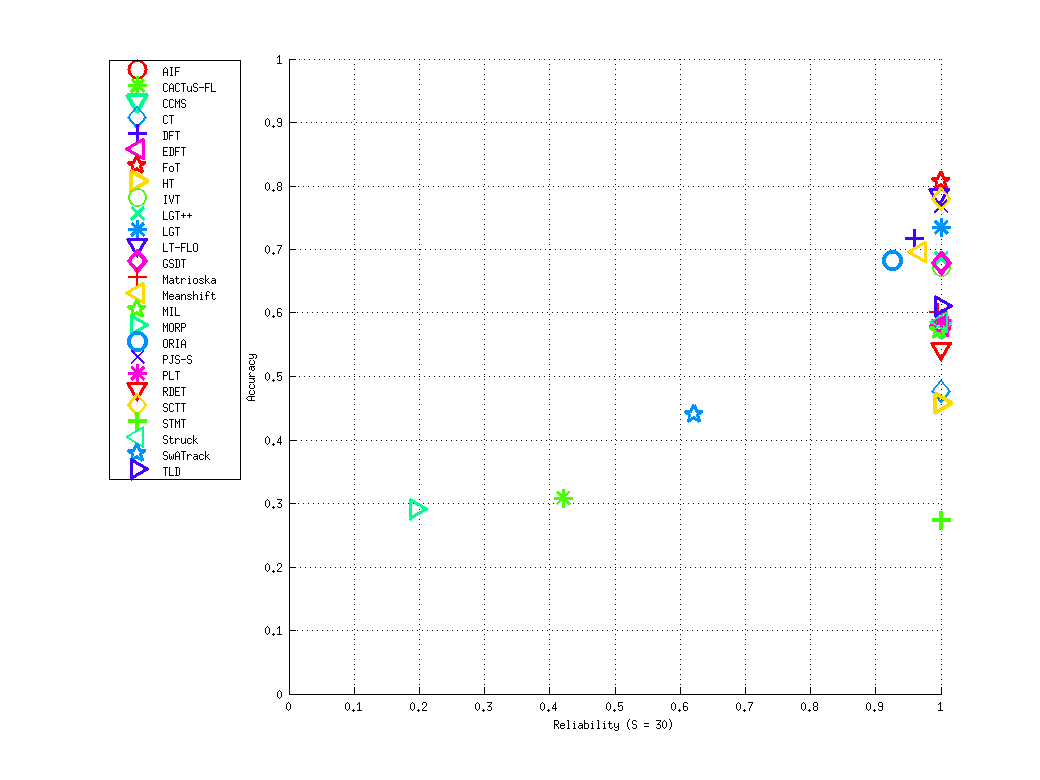 AIF
CACTuS-FL
CCMS
CT
DFT
EDFT
FoT
HT
IVT
LGT++
LGT
LT-FLO
GSDT
Matrioska
Meanshift
MIL
MORP
ORIA
PJS-S
PLT
RDET
SCTT
STMT
Struck
SwATrack
TLD
1
0.9
0.8
0.7
0.6
0.5
0.4
0.3
0.2
0.1
0
Accuracy
0 0.1 0.2 0.3 0.4 0.5 0.6 0.7 0.8 0.9 1
Reliability (S = 30)